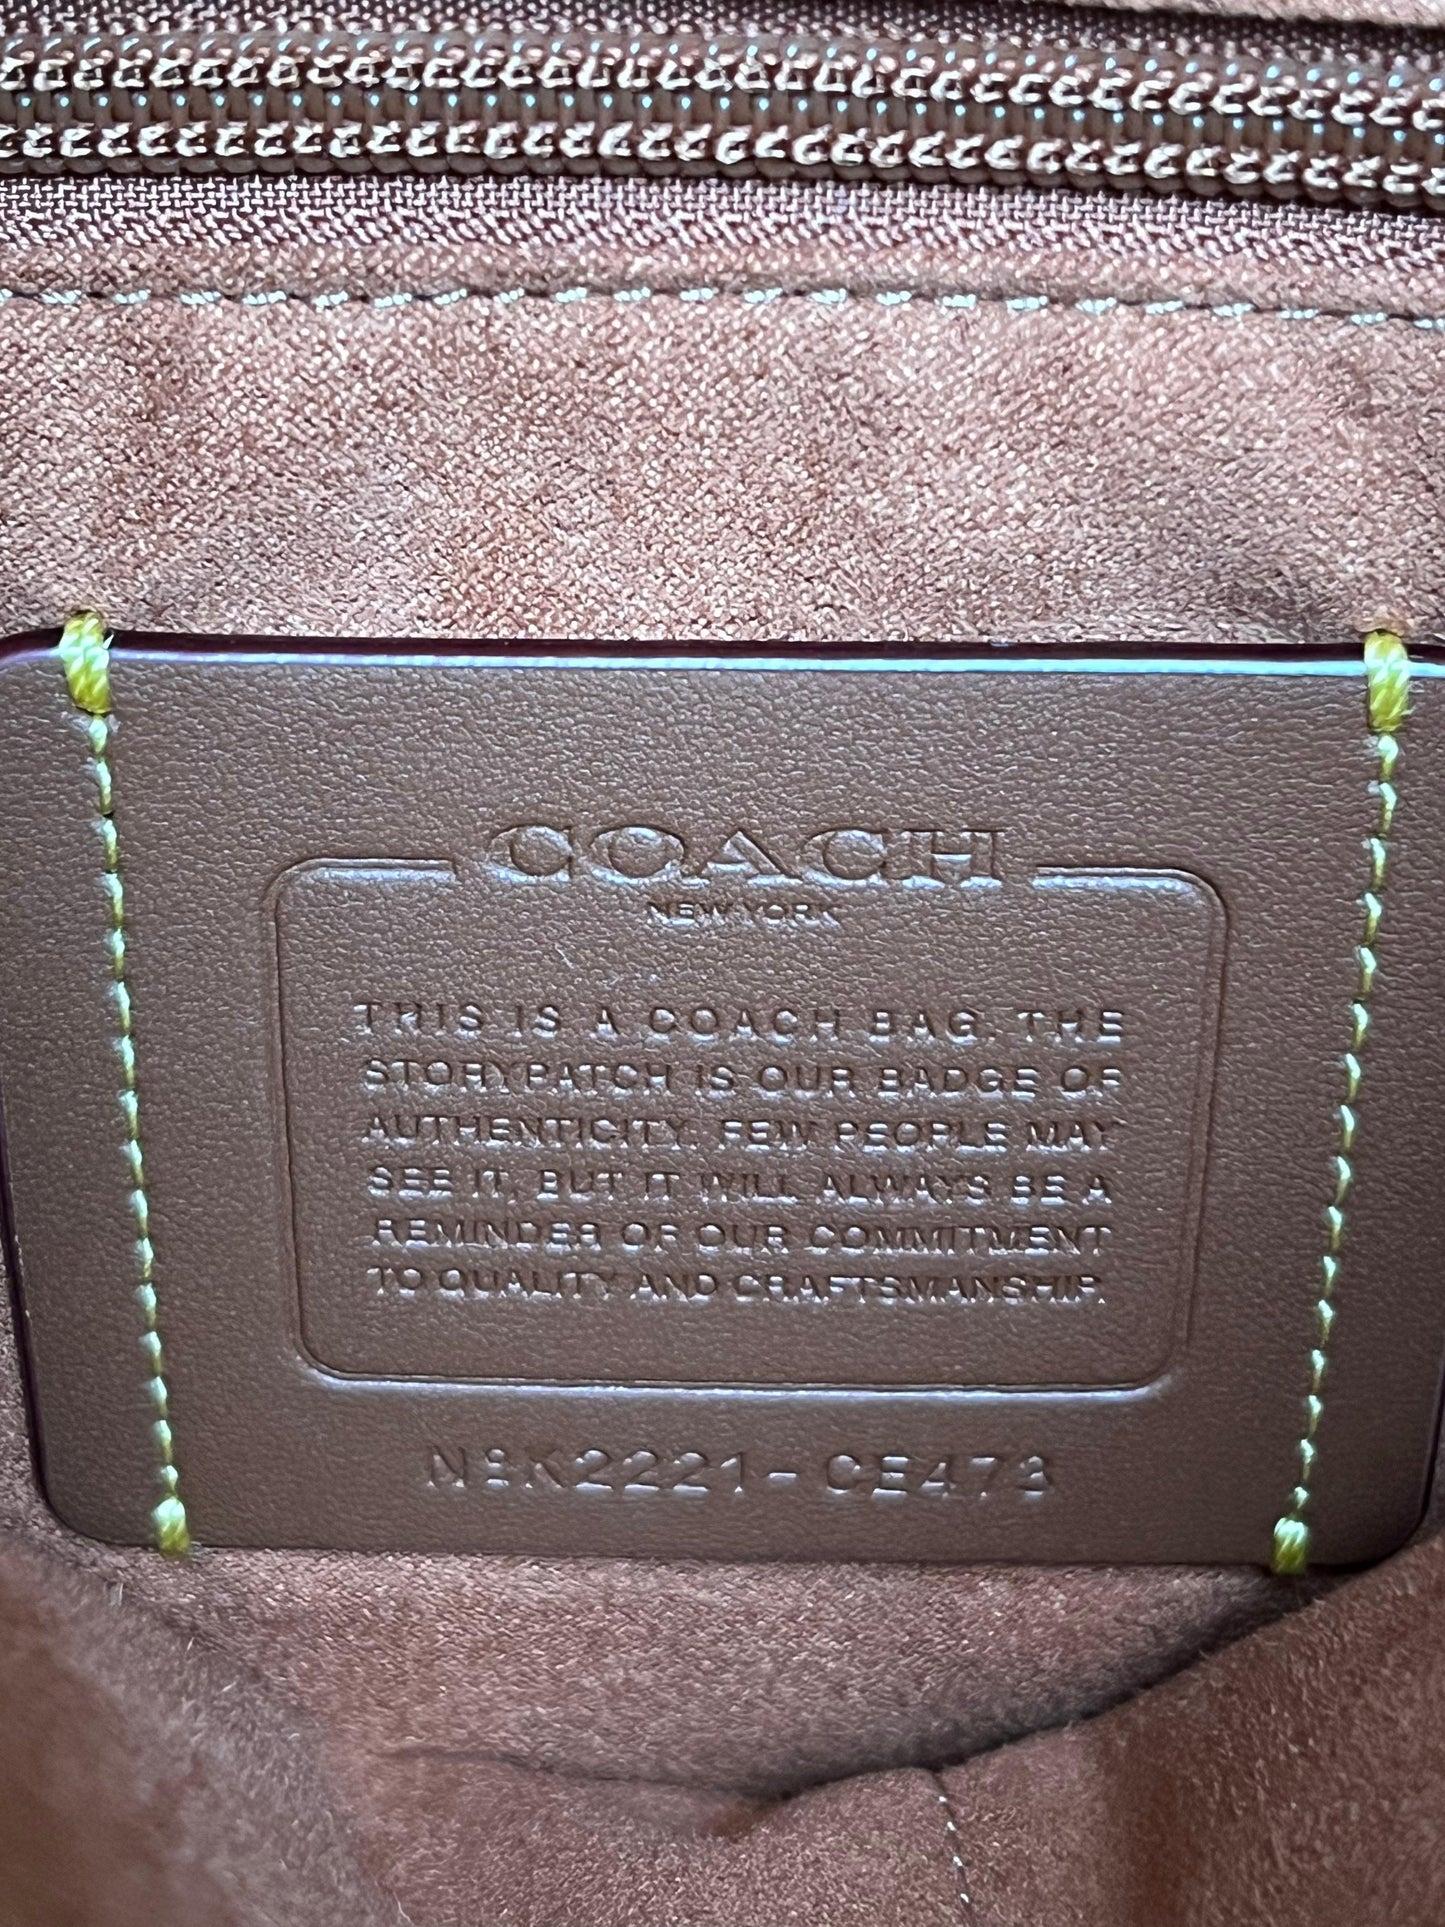 COACH
NEW YORK
THIS IS A COACH BAG. THE
STORYPATCH IS OUR BADGE OF
AUTHENTICITY. FEW PEOPLE MAY
SEE IT, BUT IT WILL ALWAYS BE A
REMINDER OF OUR COMMITMENT
TO QUALITY AND CRAFTSMANSHIP.
Nº K2221-CE473